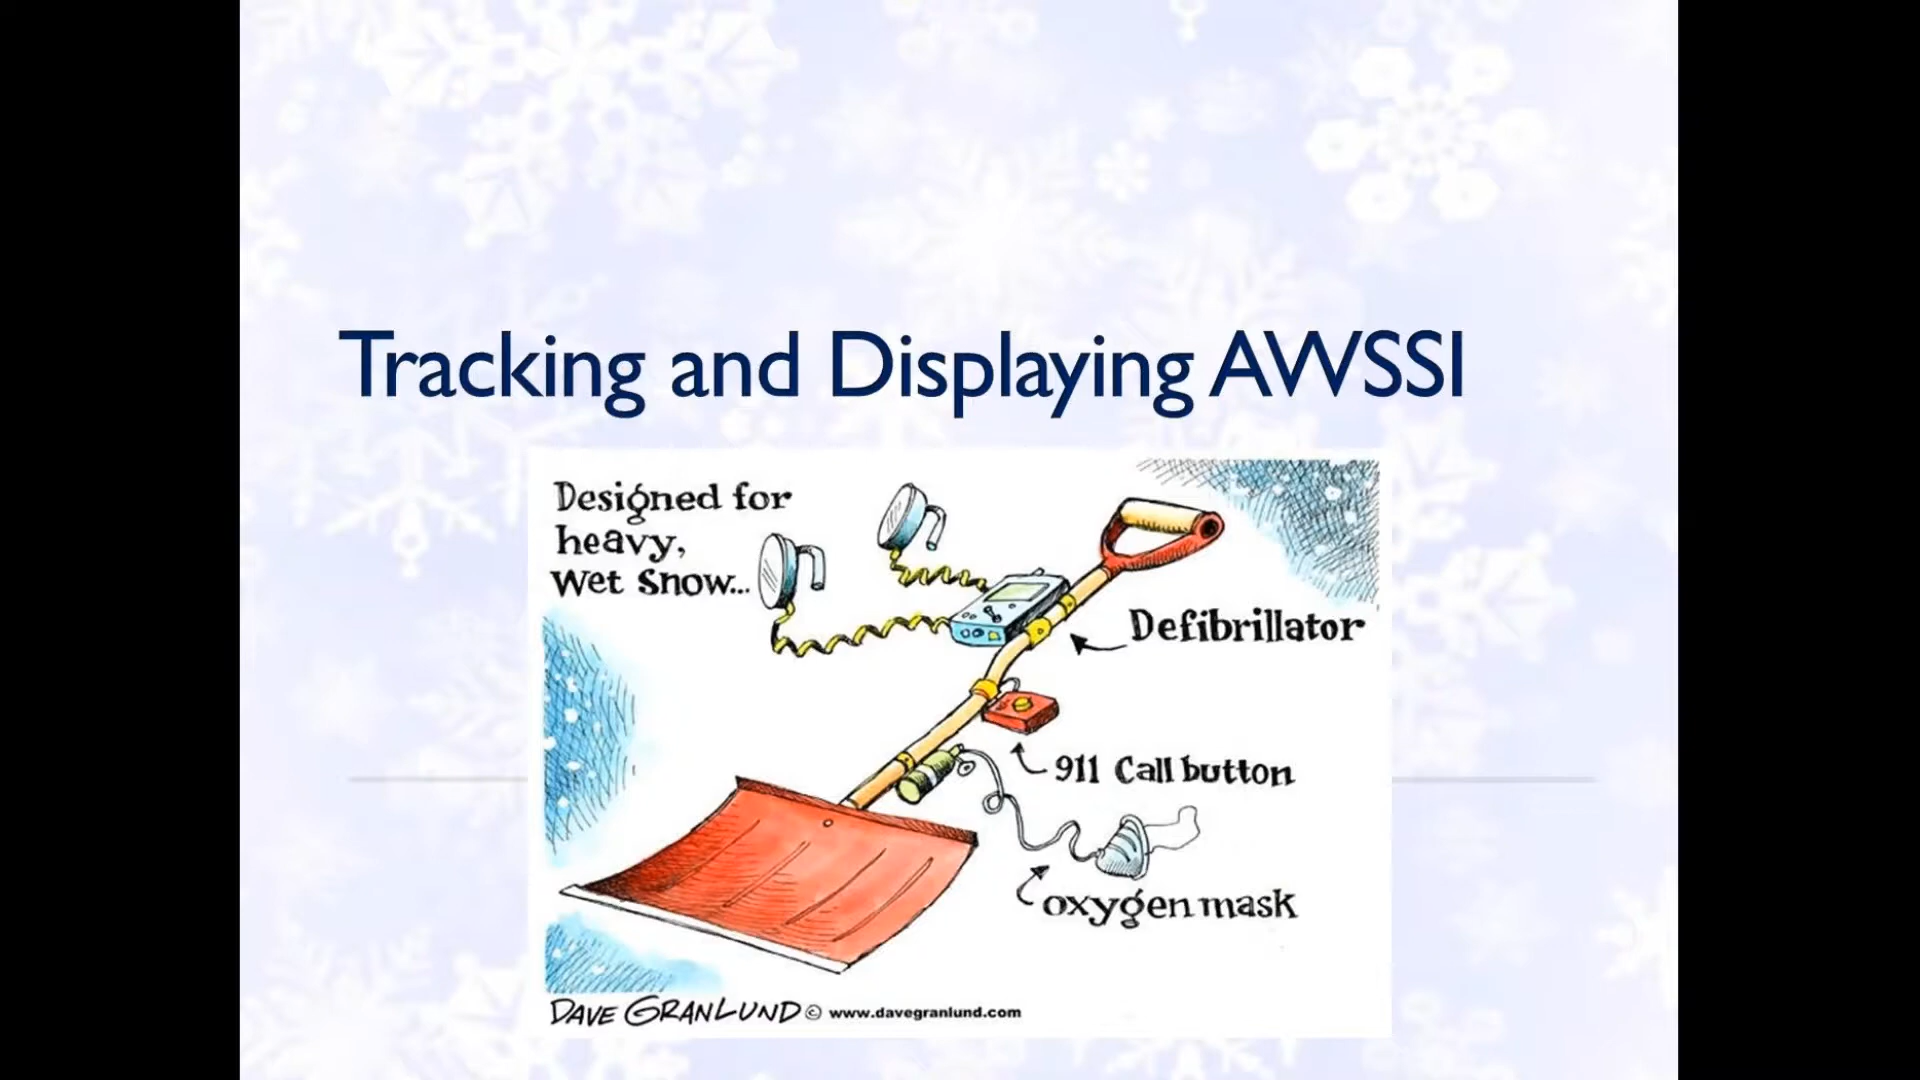 Tracking and Displaying AWSSI
Designed for
heavy,
Wet Snow...
Defibrillator
911 Call button
oxygen mask
DAVE GRANLUND © www.davegranlund.com